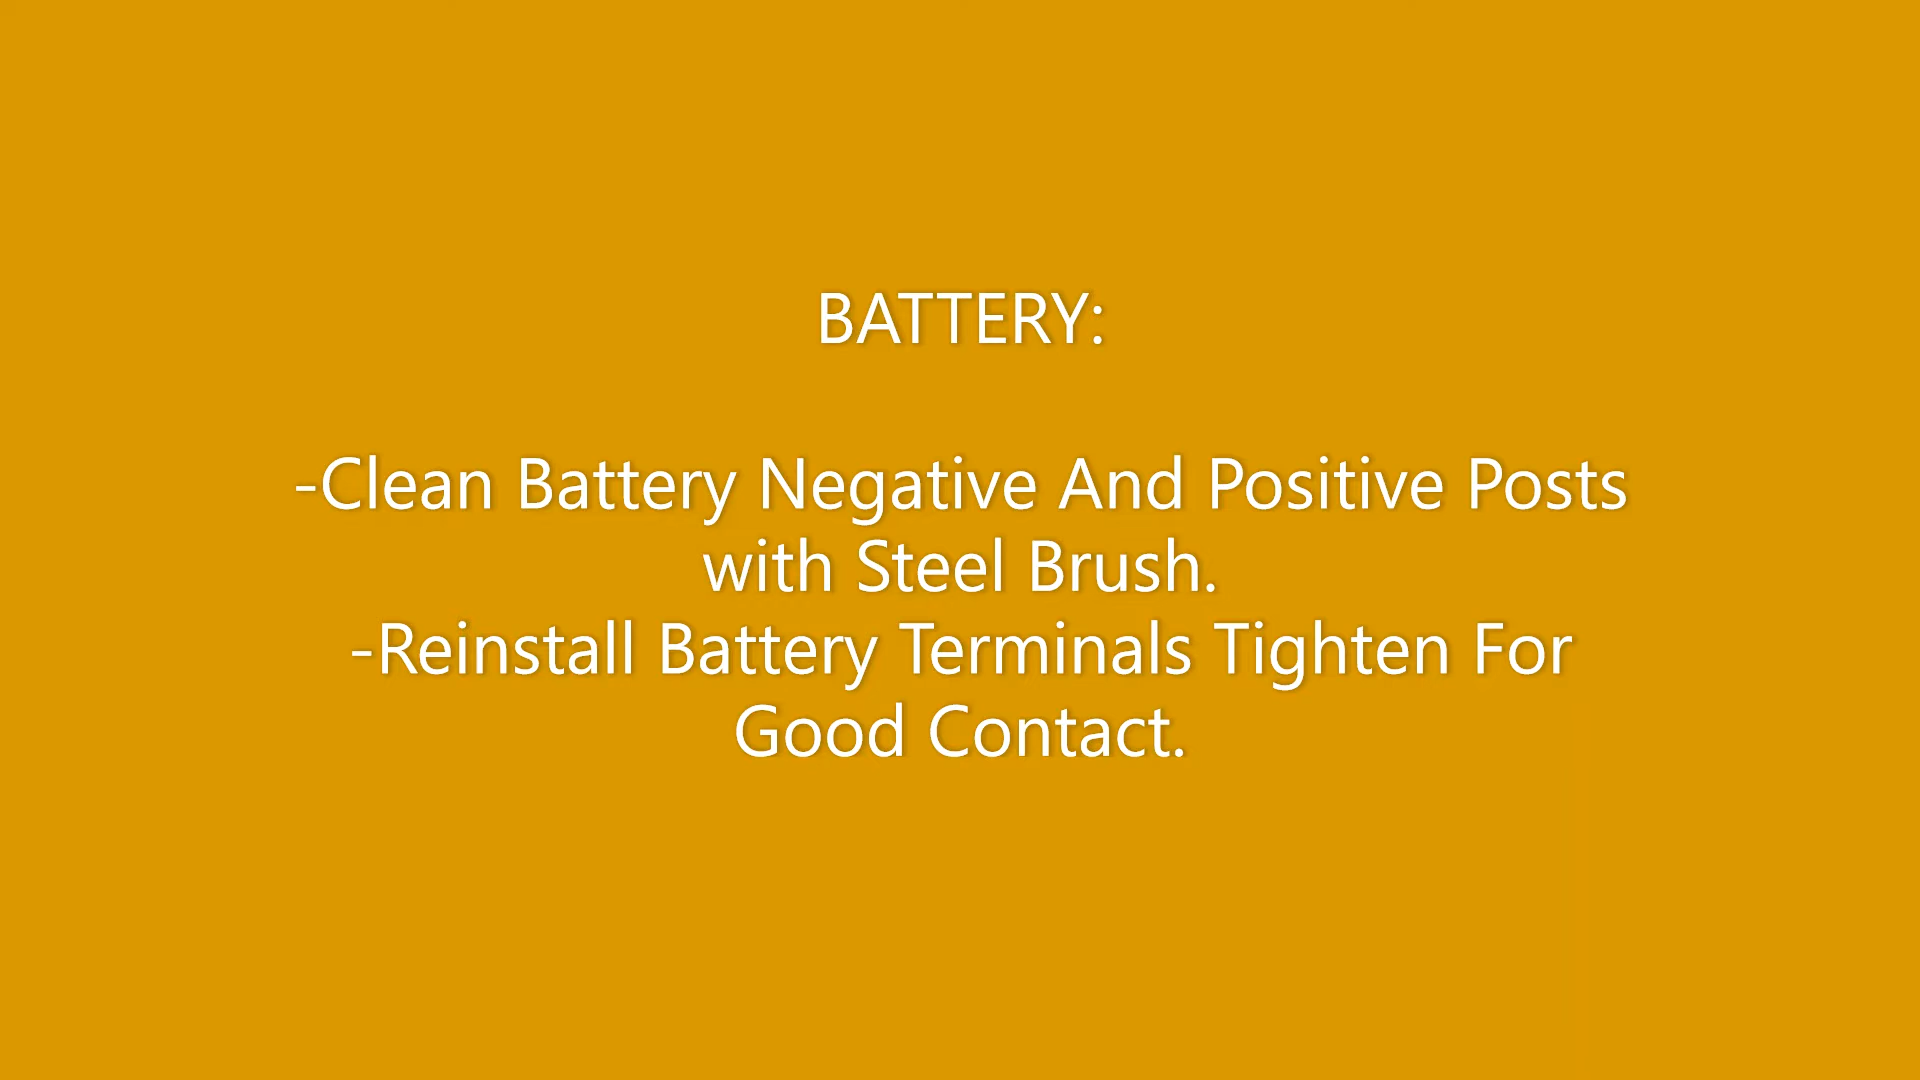 BATTERY:
-Clean Battery Negative And Positive Posts
with Steel Brush.
-Reinstall Battery Terminals Tighten For
Good Contact.